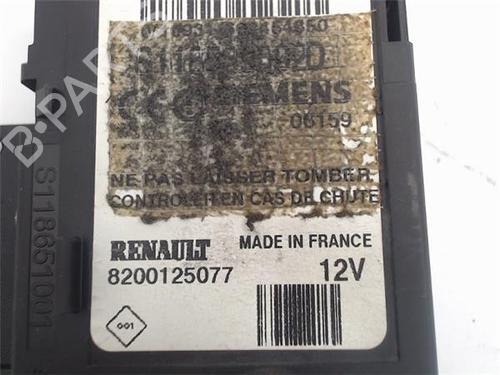 SIEMENS
06159
NE PAS LAISSER TOMBER
CONTROLER EN CAS DE CHUTE
RENAULT
MADE IN FRANCE
8200125077
12V
001
S118651001
B-PARTS